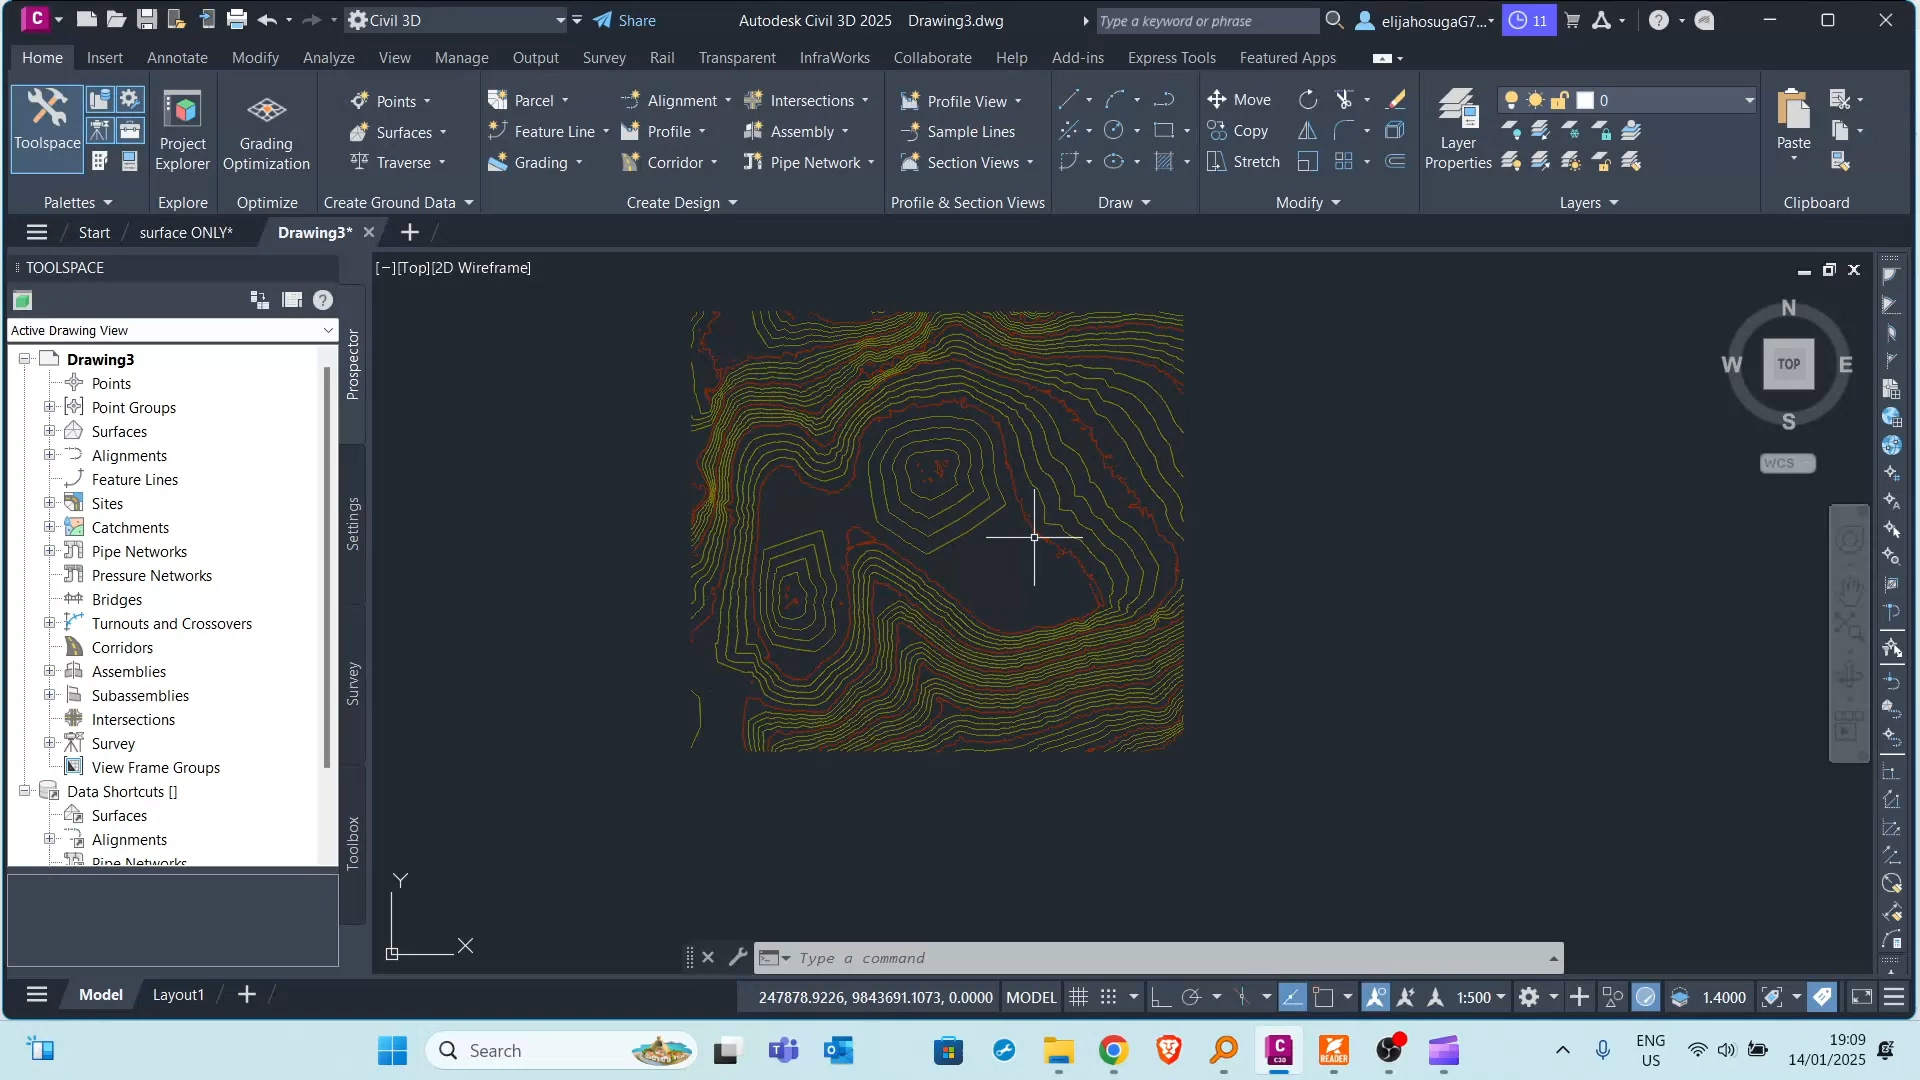 Civil 3D
Share
Autodesk Civil 3D 2025 Drawing3.dwg
Type a keyword or phrase
elijahosugaG7...
11
Home Insert Annotate Modify Analyze View Manage Output Survey Rail Transparent InfraWorks Collaborate Help Add-ins Express Tools Featured Apps
Toolspace
Project Explorer
Grading Optimization
Points
Surfaces
Traverse
Parcel
Feature Line
Grading
Alignment
Profile
Corridor
Intersections
Assembly
Pipe Network
Profile View
Sample Lines
Section Views
Move
Copy
Stretch
Layer Properties
0
Paste
Palettes Explore Optimize Create Ground Data Create Design Profile & Section Views Draw Modify Layers Clipboard
Start surface ONLY* Drawing3*
TOOLSPACE
Active Drawing View
Drawing3
Points
Point Groups
Surfaces
Alignments
Feature Lines
Sites
Catchments
Pipe Networks
Pressure Networks
Bridges
Turnouts and Crossovers
Corridors
Assemblies
Subassemblies
Intersections
Survey
View Frame Groups
Data Shortcuts []
Surfaces
Alignments
Pipe Networks
Prospector
Settings
Survey
Toolbox
[−][Top][2D Wireframe]
N
W TOP E
S
WCS
Y
X
Type a command
Model Layout1
247878.9226, 9843691.1073, 0.0000 MODEL 1:500 1.4000
Search
C3D
READER
ENG
US
19:09
14/01/2025